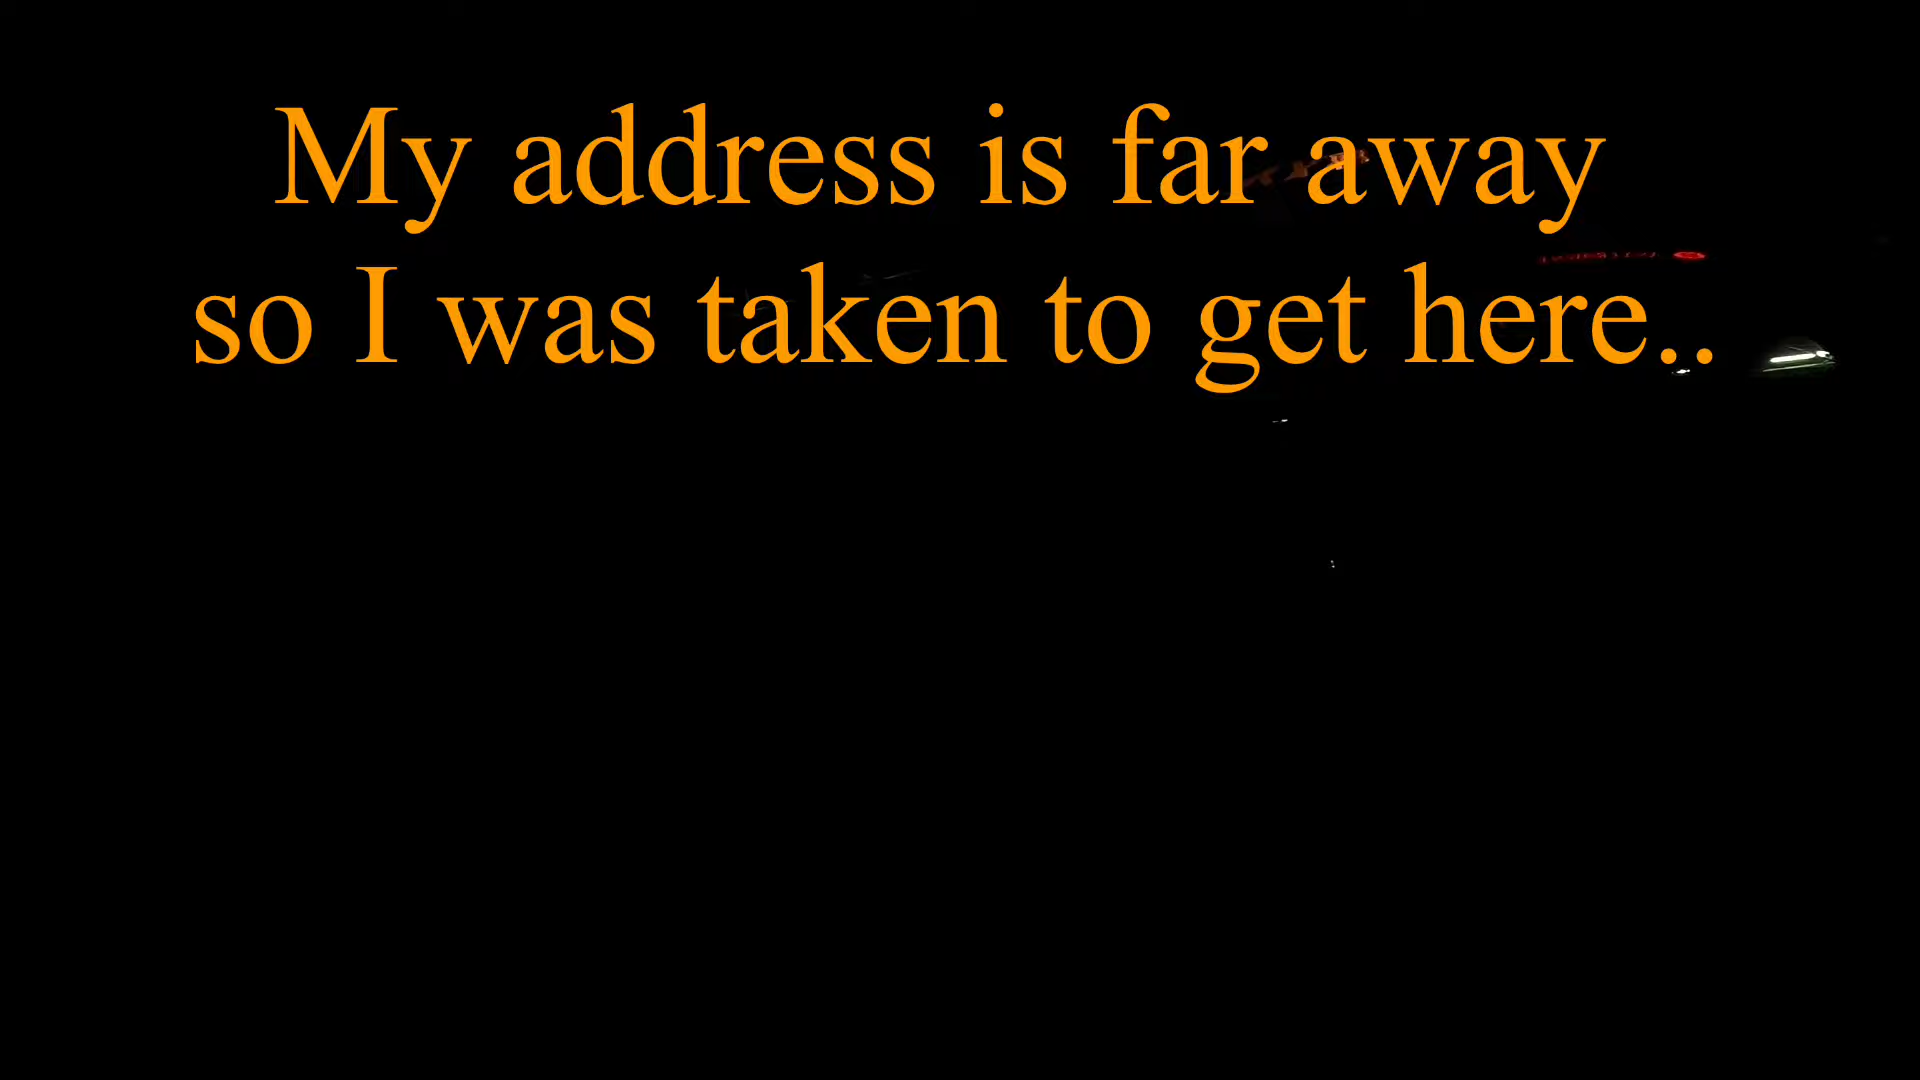 My address is far away
so I was taken to get here..